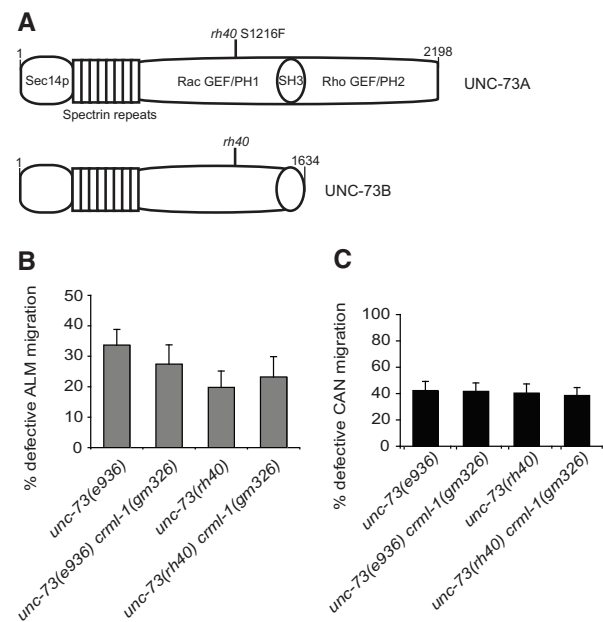 A
rh40 S1216F
1
2198
Sec14p
Rac GEF/PH1
SH3
Rho GEF/PH2
UNC-73A
Spectrin repeats
rh40
1
1634
UNC-73B
B
% defective ALM migration
50
40
30
20
10
0
unc-73(e936)
unc-73(e936) crml-1(gm326)
unc-73(rh40)
unc-73(rh40) crml-1(gm326)
C
% defective CAN migration
100
80
60
40
20
0
unc-73(e936)
unc-73(e936) crml-1(gm326)
unc-73(rh40)
unc-73(rh40) crml-1(gm326)